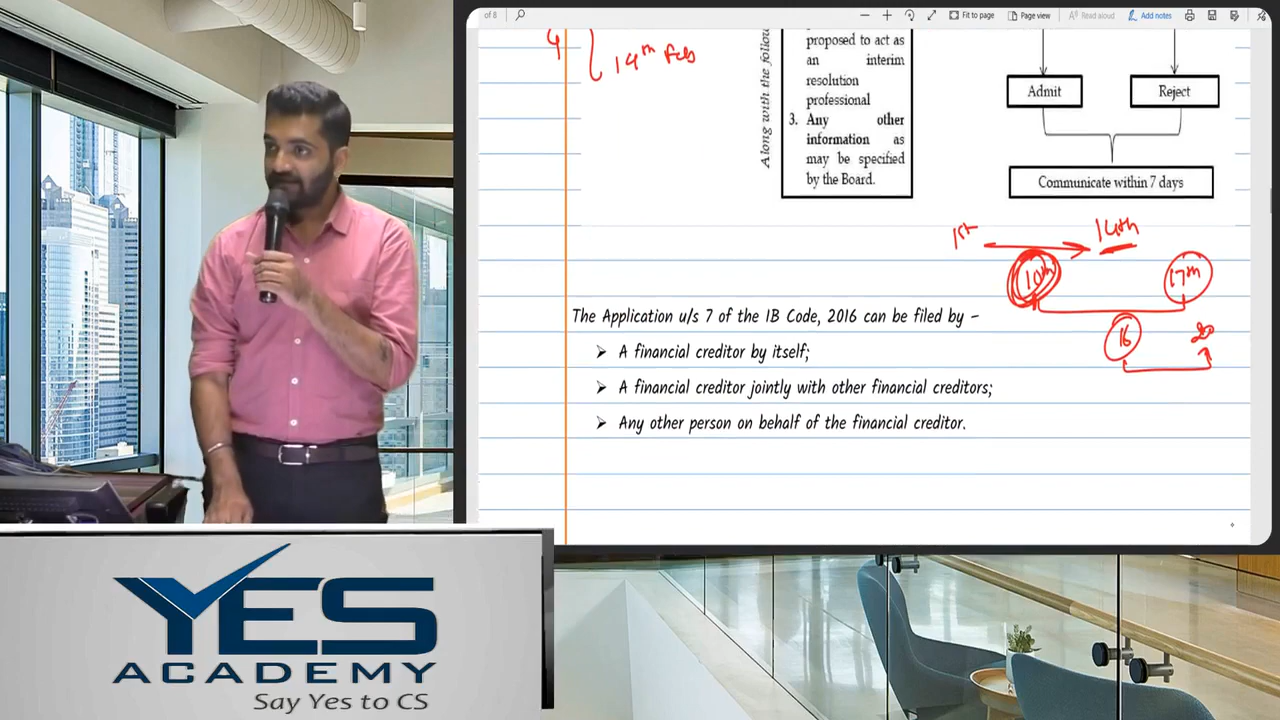 of 8
Fit to page
Page view
Read aloud
Add notes
4
14th Feb
Along with the follow
proposed to act as
an interim
resolution
professional
3. Any other
information as
may be specified
by the Board.
Admit
Reject
Communicate within 7 days
1st
14th
10th
17th
16
The Application u/s 7 of the IB Code, 2016 can be filed by –
➢ A financial creditor by itself;
➢ A financial creditor jointly with other financial creditors;
➢ Any other person on behalf of the financial creditor.
YES
ACADEMY
Say Yes to CS